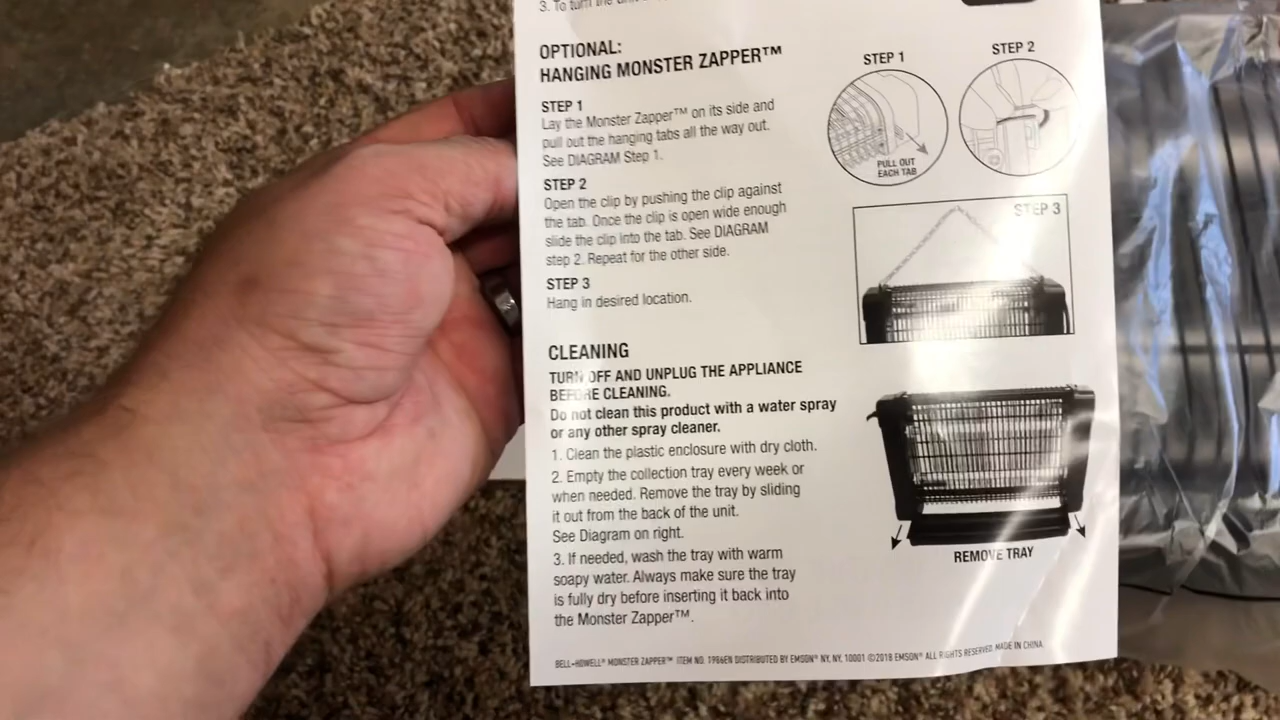 3. To turn the
OPTIONAL:
HANGING MONSTER ZAPPER™
STEP 1
Lay the Monster Zapper™ on its side and
pull out the hanging tabs all the way out.
See DIAGRAM Step 1.
STEP 2
Open the clip by pushing the clip against
the tab. Once the clip is open wide enough
slide the clip into the tab. See DIAGRAM
step 2. Repeat for the other side.
STEP 3
Hang in desired location.
STEP 1
STEP 2
PULL OUT
EACH TAB
STEP 3
CLEANING
TURN OFF AND UNPLUG THE APPLIANCE
BEFORE CLEANING.
Do not clean this product with a water spray
or any other spray cleaner.
1. Clean the plastic enclosure with dry cloth.
2. Empty the collection tray every week or
when needed. Remove the tray by sliding
it out from the back of the unit.
See Diagram on right.
3. If needed, wash the tray with warm
soapy water. Always make sure the tray
is fully dry before inserting it back into
the Monster Zapper™.
REMOVE TRAY
BELL+HOWELL® MONSTER ZAPPER™ ITEM NO. 1986EN DISTRIBUTED BY EMSON® NY, NY, 10001 ©2018 EMSON® ALL RIGHTS RESERVED. MADE IN CHINA.